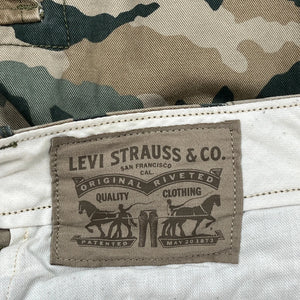 LEVI STRAUSS & CO.
SAN FRANCISCO
CAL.
ORIGINAL RIVETED
QUALITY CLOTHING
PATENTED MAY 20 1873